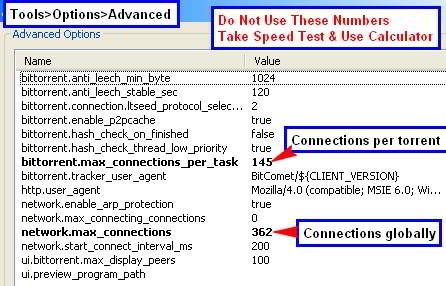 Tools>Options>Advanced
Do Not Use These Numbers
Take Speed Test & Use Calculator
Advanced Options
Name Value
bittorrent.anti_leech_min_byte 1024
bittorrent.anti_leech_stable_sec 120
bittorrent.connection.ltseed_protocol_selec... 2
bittorrent.enable_p2pcache true
bittorrent.hash_check_on_finished false
bittorrent.hash_check_thread_low_priority true
Connections per torrent
bittorrent.max_connections_per_task 145
bittorrent.tracker_user_agent BitComet/${CLIENT_VERSION}
http.user_agent Mozilla/4.0 (compatible; MSIE 6.0; Wi...
network.enable_arp_protection true
network.max_connecting_connections 0
network.max_connections 362 Connections globally
network.start_connect_interval_ms 200
ui.bittorrent.max_display_peers 100
ui.preview_program_path